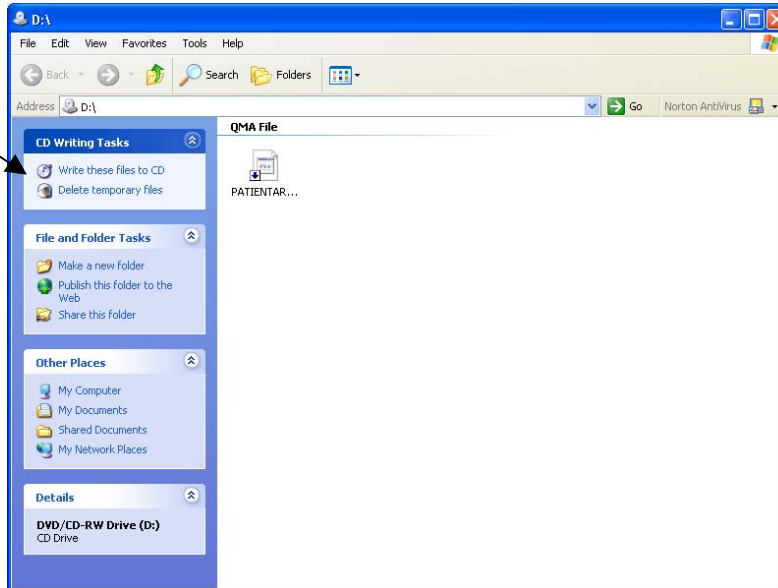 D:\
File Edit View Favorites Tools Help
Back Search Folders
Address D:\ Go Norton AntiVirus
CD Writing Tasks
Write these files to CD
Delete temporary files
File and Folder Tasks
Make a new folder
Publish this folder to the
Web
Share this folder
Other Places
My Computer
My Documents
Shared Documents
My Network Places
Details
DVD/CD-RW Drive (D:)
CD Drive
QMA File
PATIENTAR...